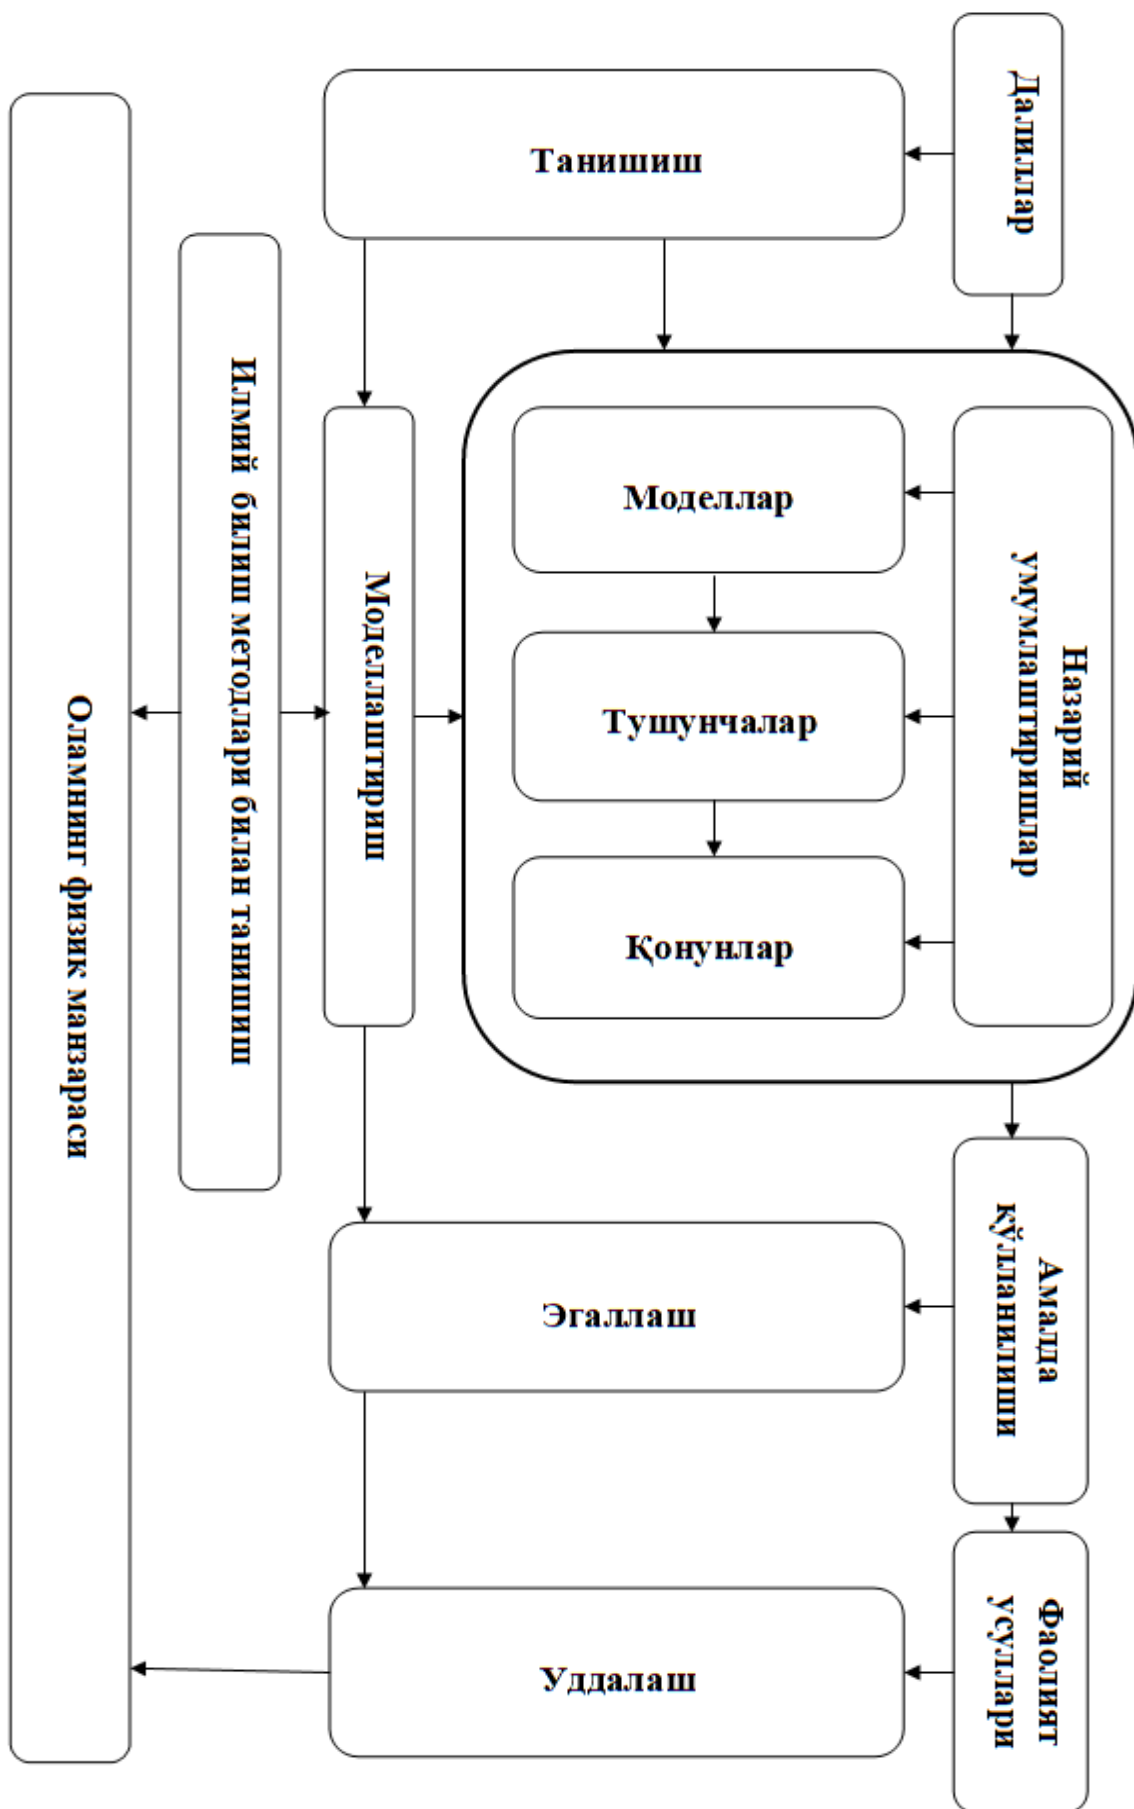 Далиллар
Танишиш
Назарий
умумлаштиришлар
Моделлар
Тушунчалар
Қонунлар
Моделлаштириш
Илмий билиш методлари билан танишиш
Оламнинг физик манзараси
Амалда
қўлланилиши
Эгаллаш
Фаолият
усуллари
Уддалаш